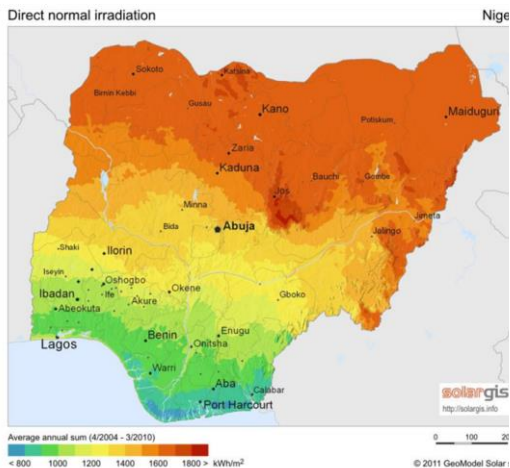 Direct normal irradiation Nige
Sokoto
Katsina
Birnin Kebbi
Gusau
Kano
Potiskum
Maidugun
Zaria
Kaduna
Jos
Bauchi
Gombe
Minna
Jimeta
Bida
Abuja
Jalingo
Shaki
Ilorin
Iseyin
Oshogbo
Okene
Gboko
Ibadan
Ife
Akure
Abeokuta
Benin
Enugu
Lagos
Onitsha
Warri
Aba
Calabar
Port Harcourt
solargis
http://solargis.info
Average annual sum (4/2004 - 3/2010)
0 100 20
< 800 1000 1200 1400 1600 1800 > kWh/m²
© 2011 GeoModel Solar s